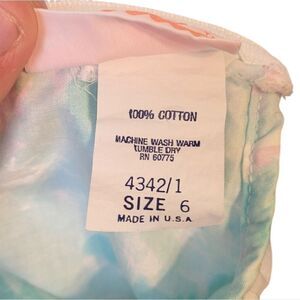 100% COTTON
MACHINE WASH WARM
TUMBLE DRY
RN 60775
4342/1
SIZE 6
MADE IN U.S.A.